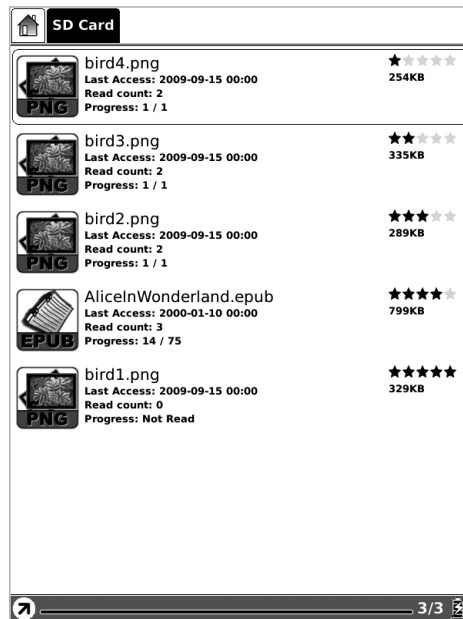 SD Card
bird4.png
Last Access: 2009-09-15 00:00
Read count: 2
Progress: 1 / 1
254KB
PNG
bird3.png
Last Access: 2009-09-15 00:00
Read count: 2
Progress: 1 / 1
335KB
PNG
bird2.png
Last Access: 2009-09-15 00:00
Read count: 2
Progress: 1 / 1
289KB
PNG
AliceInWonderland.epub
Last Access: 2000-01-10 00:00
Read count: 3
Progress: 14 / 75
799KB
EPUB
bird1.png
Last Access: 2009-09-15 00:00
Read count: 0
Progress: Not Read
329KB
PNG
3/3